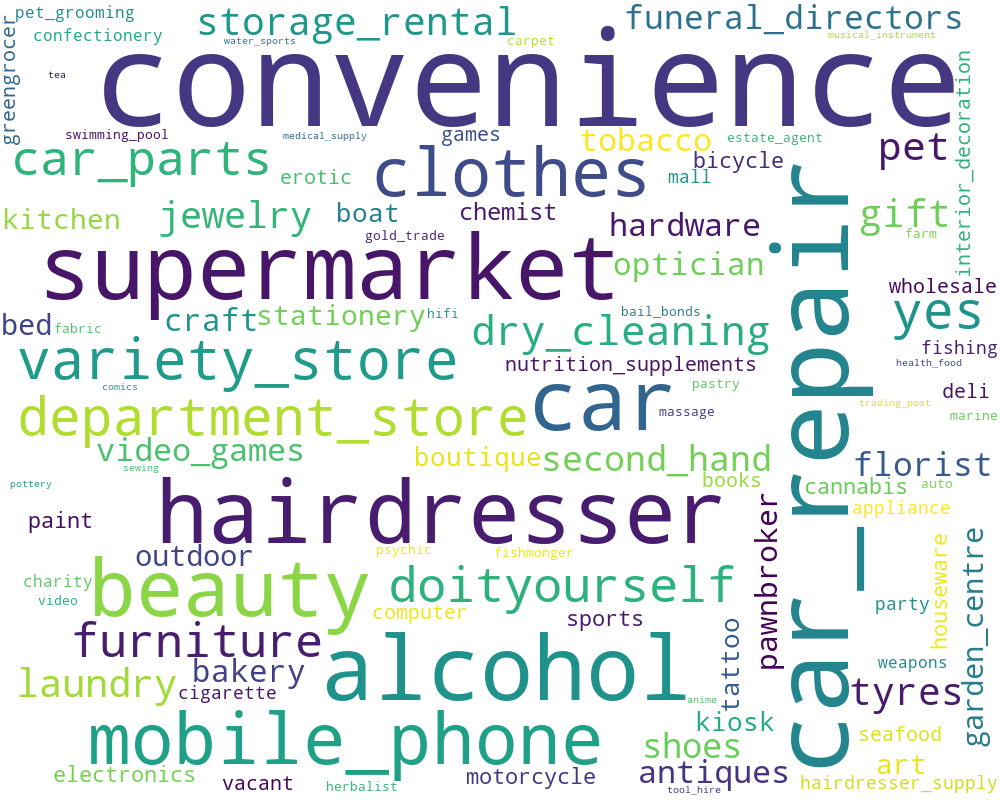 pet_grooming
storage_rental
funeral_directors
confectionery
water_sports
carpet
musical_instrument
greengrocer
convenience
tea
swimming_pool
medical_supply
games
tobacco
estate_agent
interior_decoration
car_parts
erotic
clothes
mall
bicycle
pet
kitchen
jewelry
boat
chemist
hardware
gift
gold_trade
farm
supermarket
optician
car_repair
wholesale
bed
fabric
craft
stationery
hifi
bail_bonds
yes
variety_store
dry_cleaning
fishing
nutrition_supplements
health_food
comics
car
pastry
deli
department_store
massage
trading_post
marine
video_games
boutique
second_hand
florist
sewing
books
cannabis
auto
pottery
hairdresser
appliance
paint
pawnbroker
outdoor
psychic
fishmonger
houseware
garden_centre
charity
beauty
doityourself
video
computer
sports
party
furniture
alcohol
tattoo
weapons
laundry
bakery
cigarette
anime
tyres
mobile_phone
kiosk
shoes
seafood
electronics
vacant
herbalist
motorcycle
antiques
tool_hire
art
hairdresser_supply